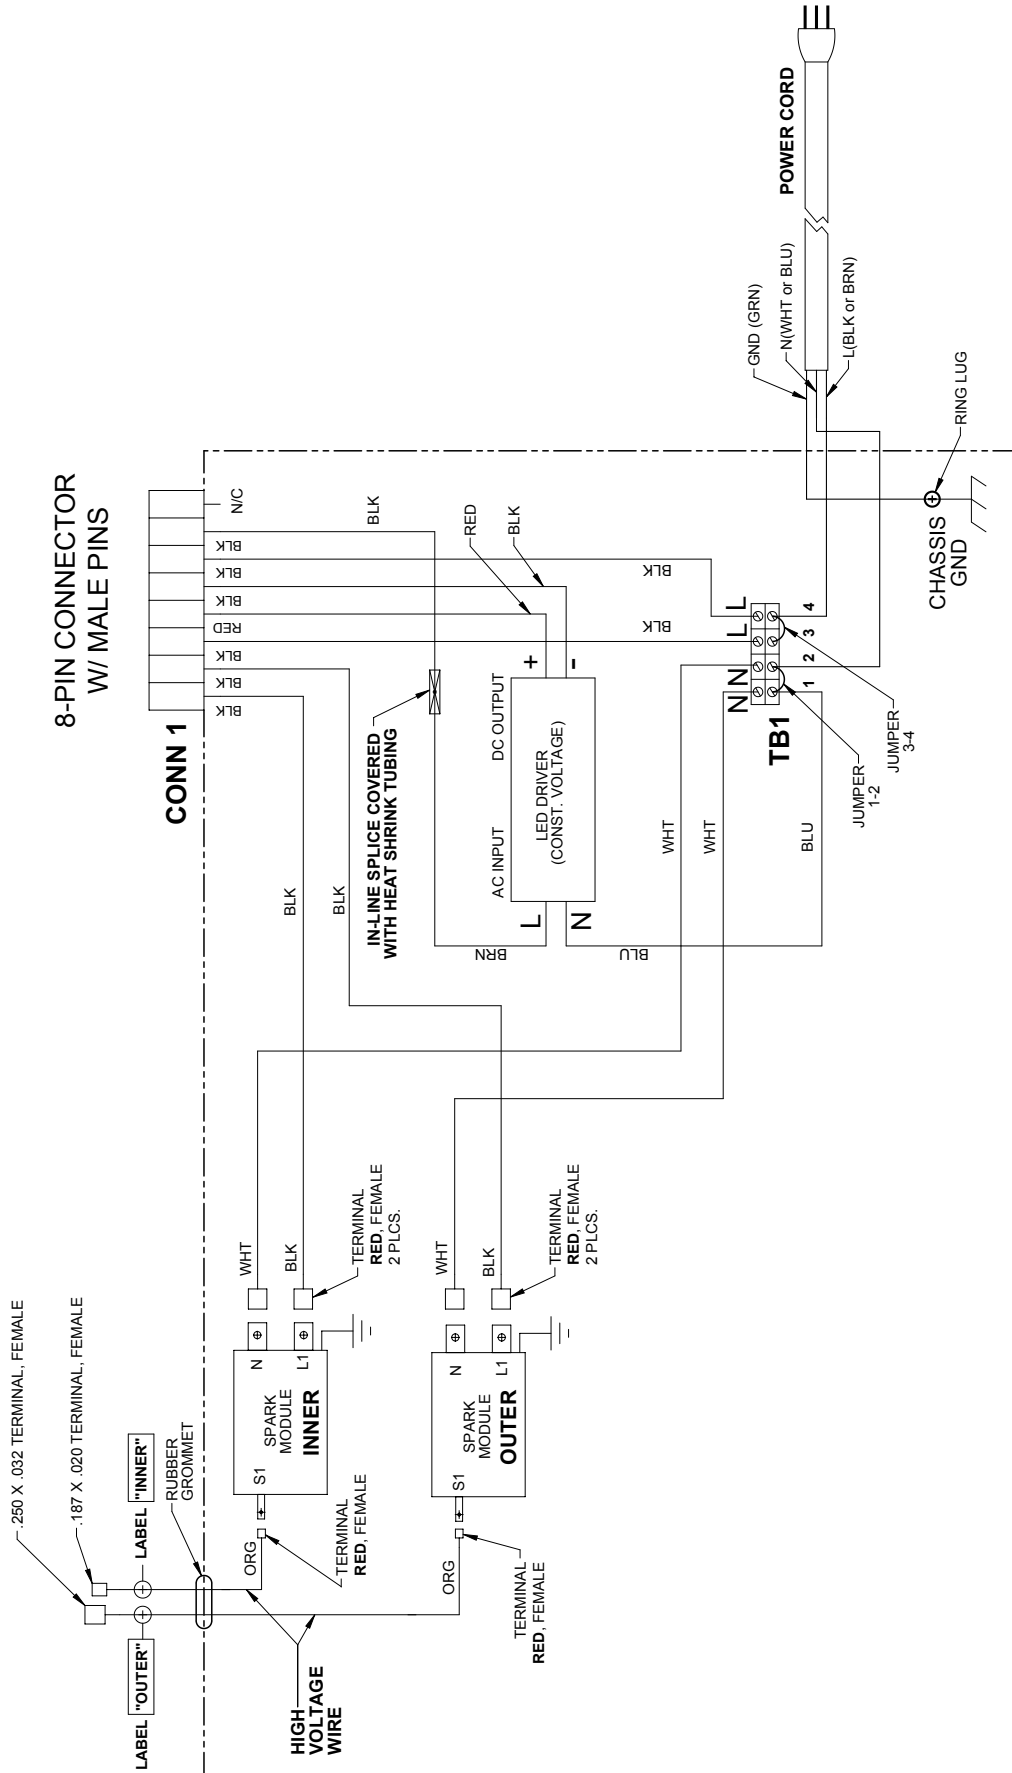 8-PIN CONNECTOR
W/ MALE PINS
CONN 1
BLK
BLK
BLK
RED
BLK
BLK
BLK
N/C
BLK
BLK
BLK
RED
BLK
BLK
BLK
IN-LINE SPLICE COVERED
WITH HEAT SHRINK TUBING
AC INPUT
DC OUTPUT
LED DRIVER
(CONST. VOLTAGE)
L
N
+
-
BRN
BLU
WHT
WHT
BLU
N
N
L
L
TB1
1
2
3
4
JUMPER
1-2
JUMPER
3-4
POWER CORD
GND (GRN)
N(WHT or BLU)
L(BLK or BRN)
RING LUG
CHASSIS
GND
.250 X .032 TERMINAL, FEMALE
.187 X .020 TERMINAL, FEMALE
LABEL "INNER"
LABEL "OUTER"
RUBBER
GROMMET
HIGH
VOLTAGE
WIRE
ORG
TERMINAL
RED, FEMALE
S1
SPARK
MODULE
INNER
N
L1
WHT
BLK
TERMINAL
RED, FEMALE
2 PLCS.
ORG
TERMINAL
RED, FEMALE
S1
SPARK
MODULE
OUTER
N
L1
WHT
BLK
TERMINAL
RED, FEMALE
2 PLCS.